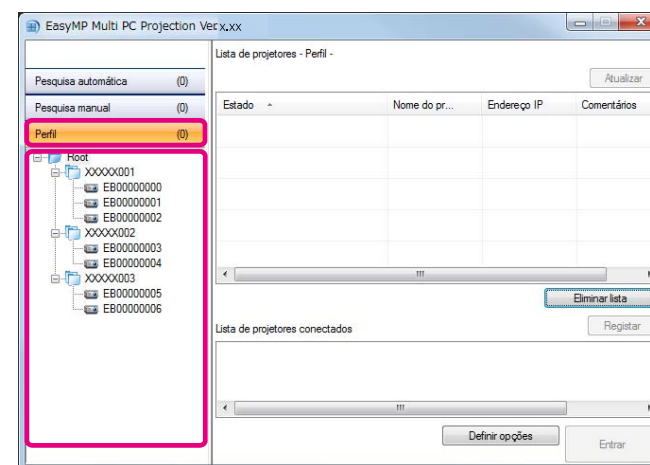 EasyMP Multi PC Projection Ver.x.xx
Lista de projetores - Perfil -
Atualizar
Pesquisa automática (0)
Pesquisa manual (0)
Perfil (0)
Estado Nome do pr... Endereço IP Comentários
Root
XXXXX001
EB00000000
EB00000001
EB00000002
XXXXX002
EB00000003
EB00000004
XXXXX003
EB00000005
EB00000006
Eliminar lista
Lista de projetores conectados
Registar
Definir opções
Entrar